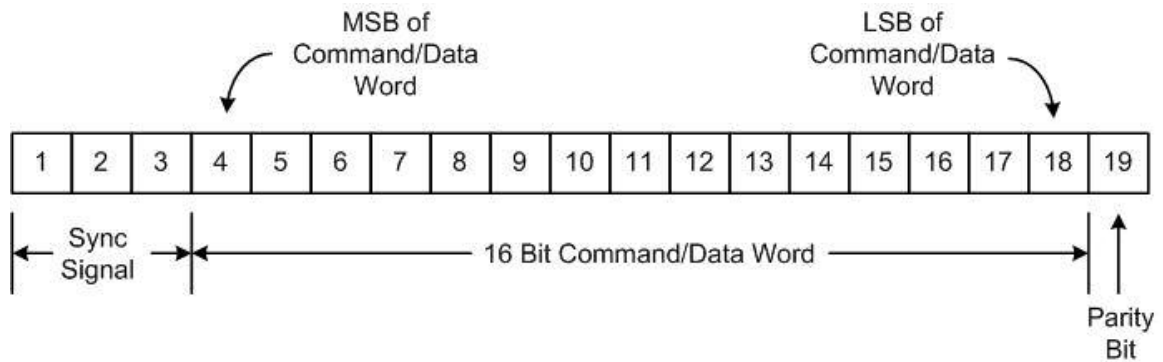 MSB of
Command/Data
Word
LSB of
Command/Data
Word
1 2 3 4 5 6 7 8 9 10 11 12 13 14 15 16 17 18 19
Sync
Signal
16 Bit Command/Data Word
Parity
Bit